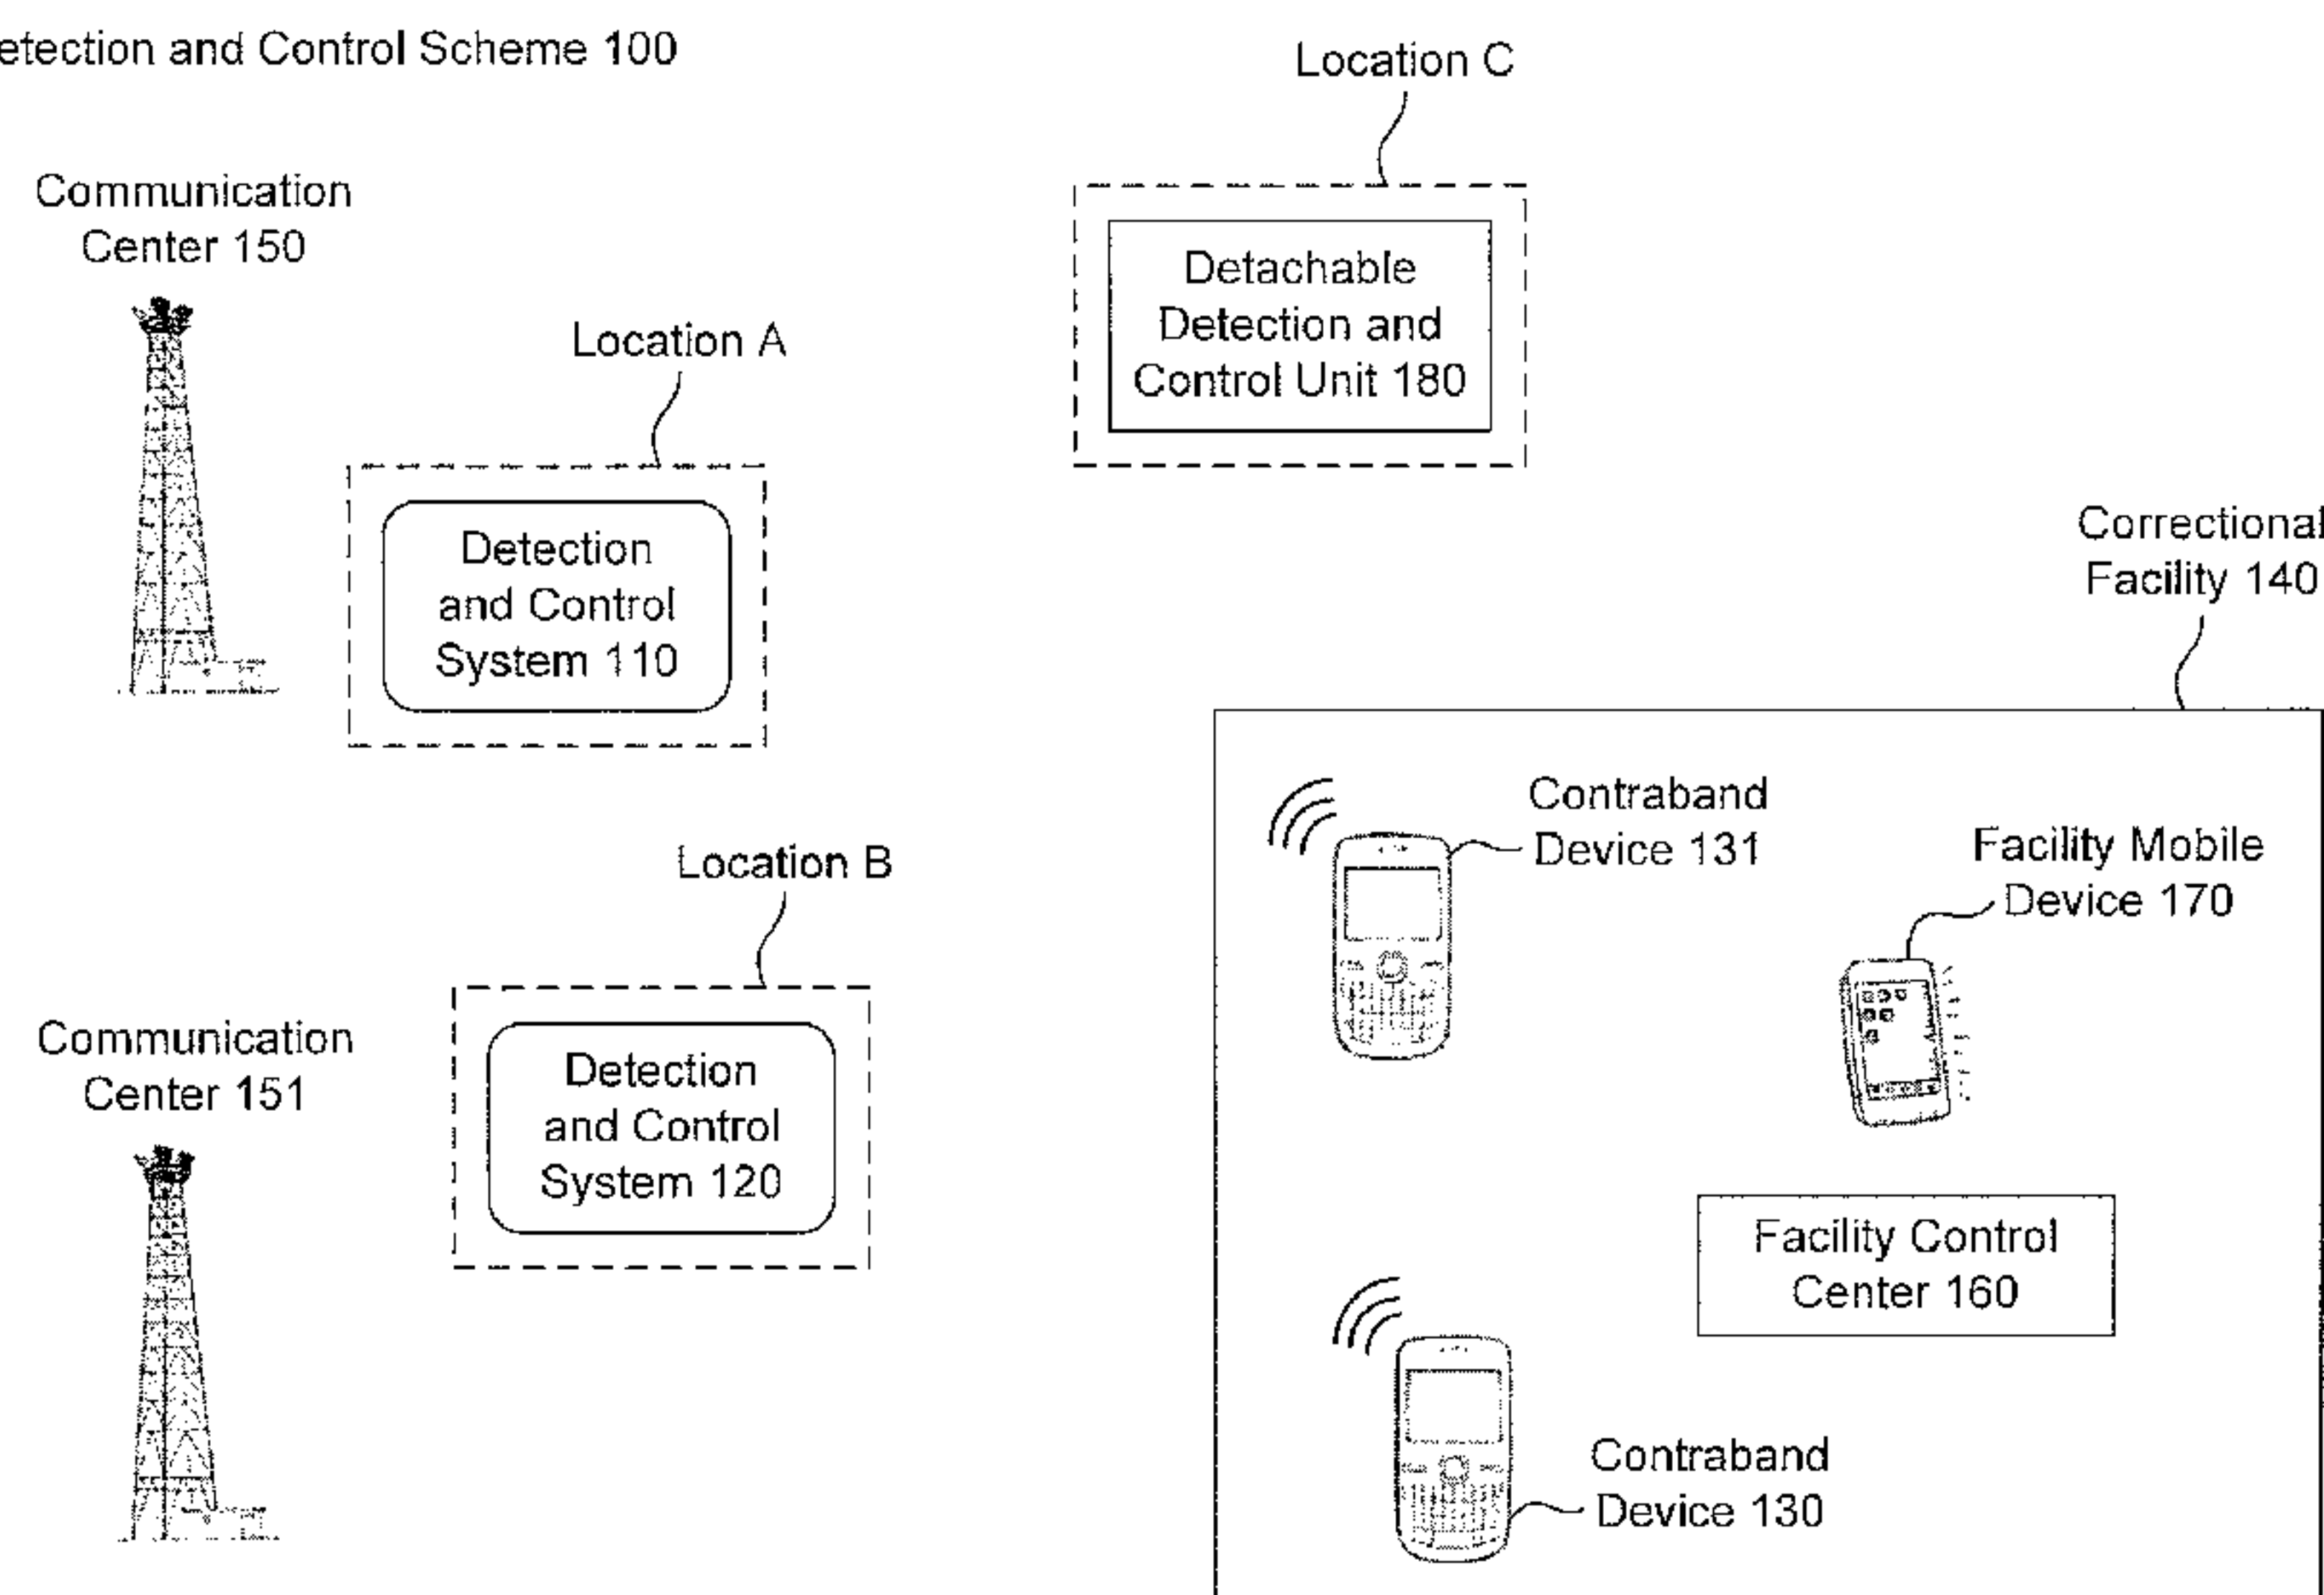 etection and Control Scheme 100
Location C
Communication
Center 150
Detachable
Detection and
Control Unit 180
Location A
Detection
and Control
System 110
Correctional
Facility 140
Contraband
Device 131
Facility Mobile
Device 170
Location B
Communication
Center 151
Detection
and Control
System 120
Facility Control
Center 160
Contraband
Device 130